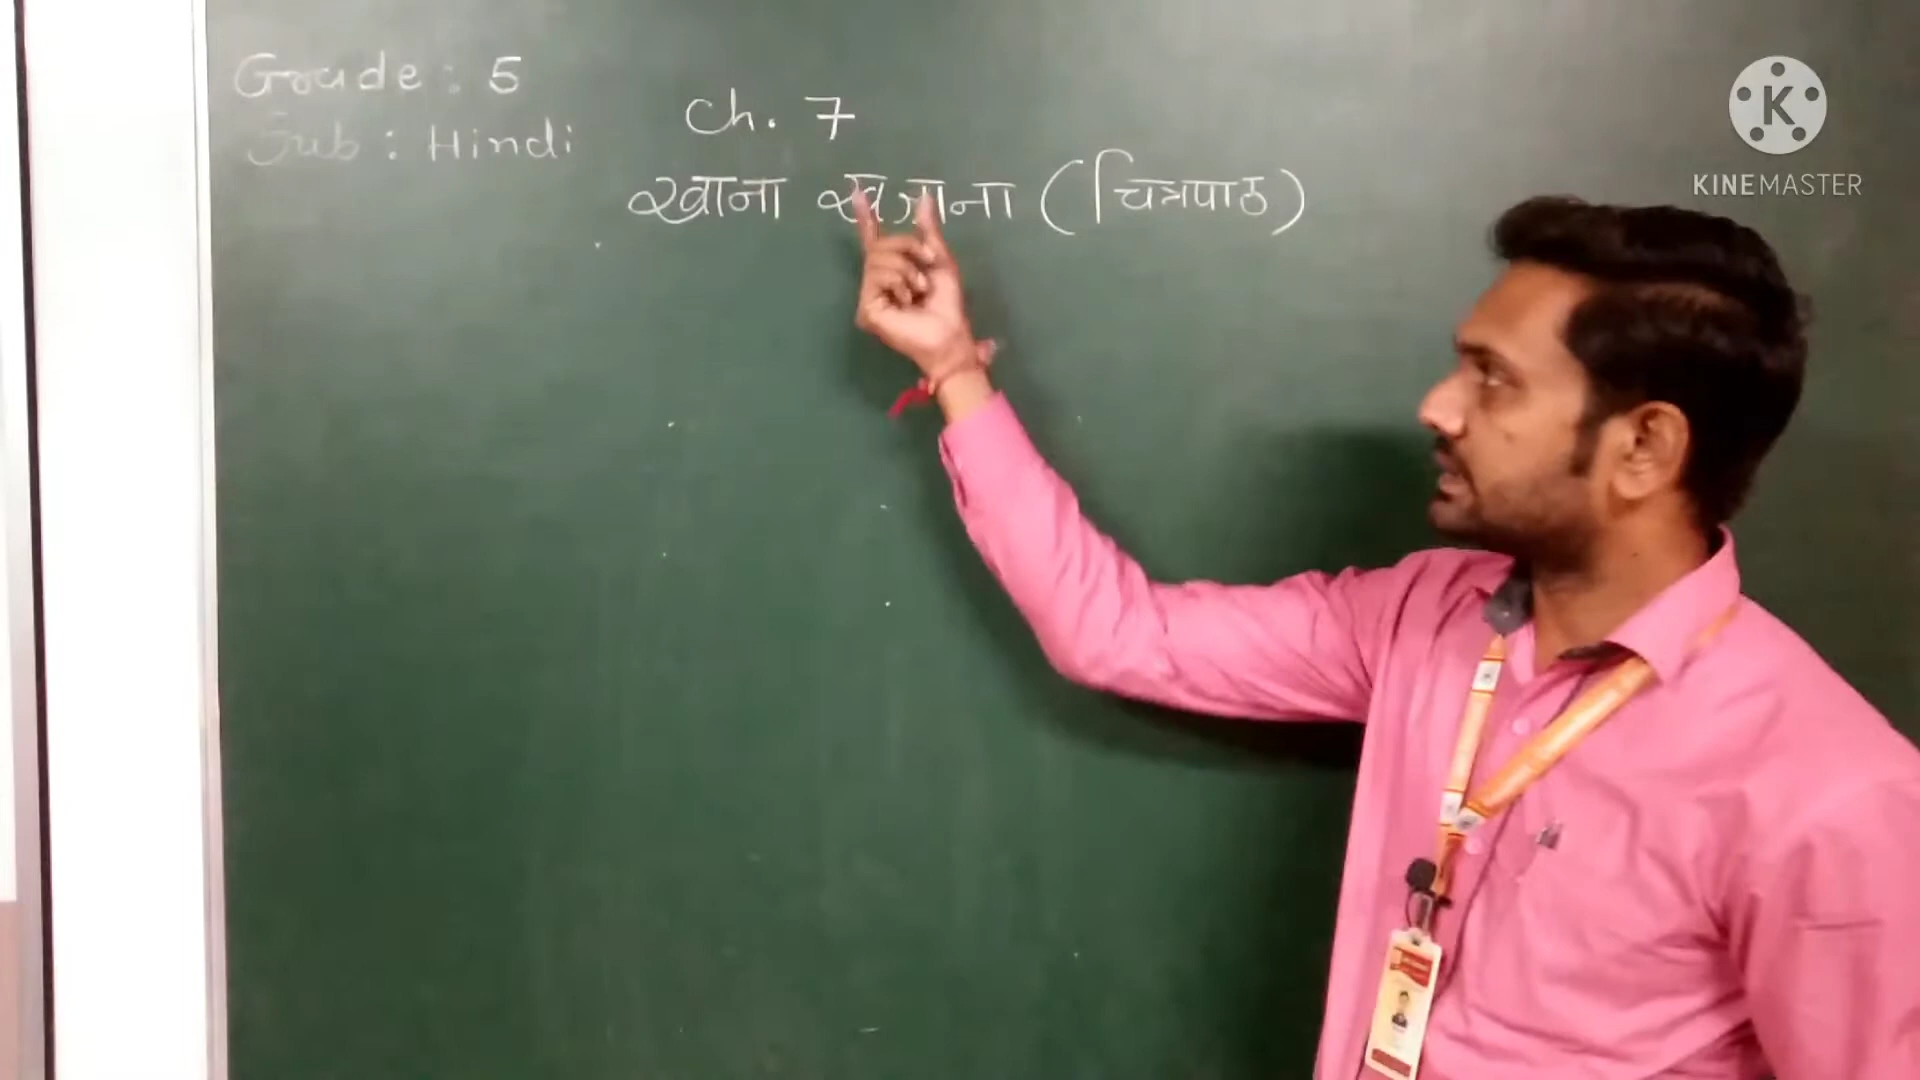 Grade : 5
Sub : Hindi
Ch. 7
खाना खजाना (चित्रपाठ)
K
KINEMASTER